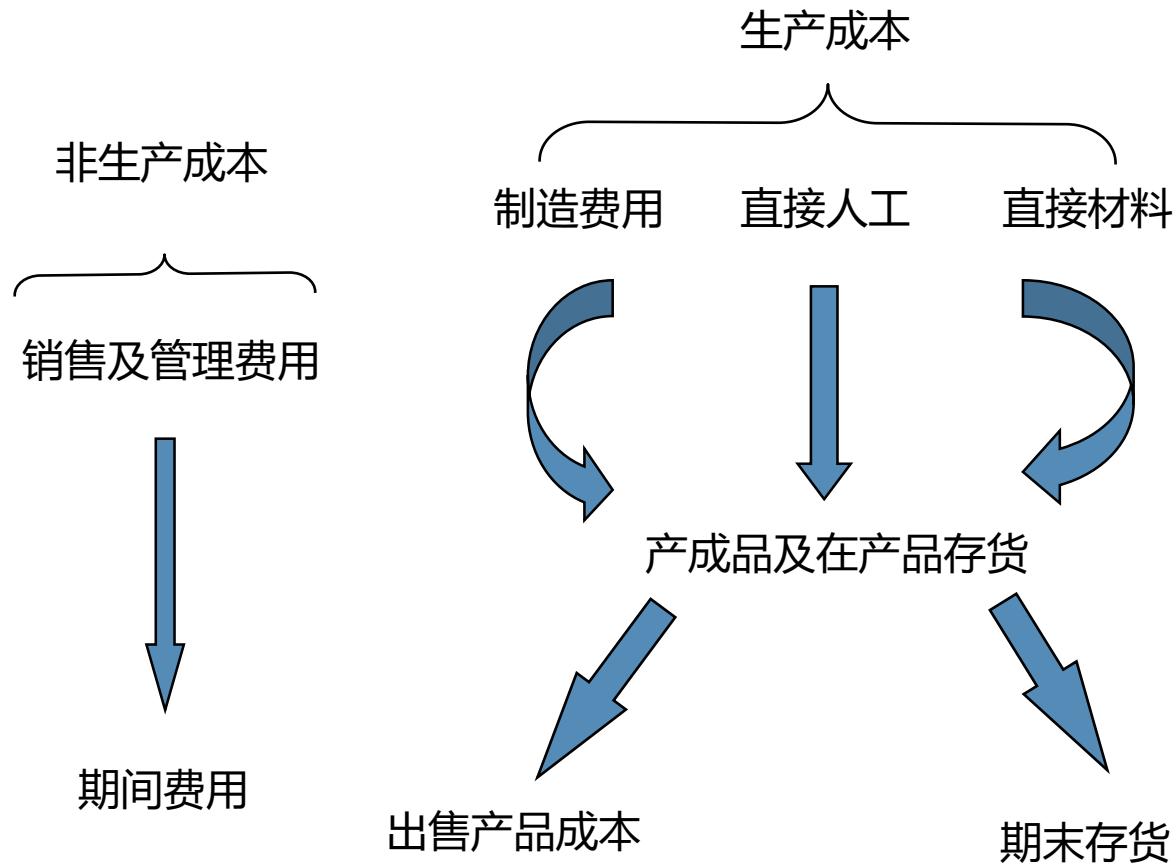 生产成本
非生产成本
制造费用 直接人工 直接材料
销售及管理费用
产成品及在产品存货
期间费用
出售产品成本
期末存货